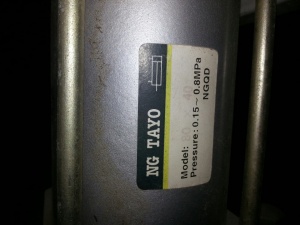 NG TAYO
Model:
Pressure: 0.15~ 0.8MPa
NGQD